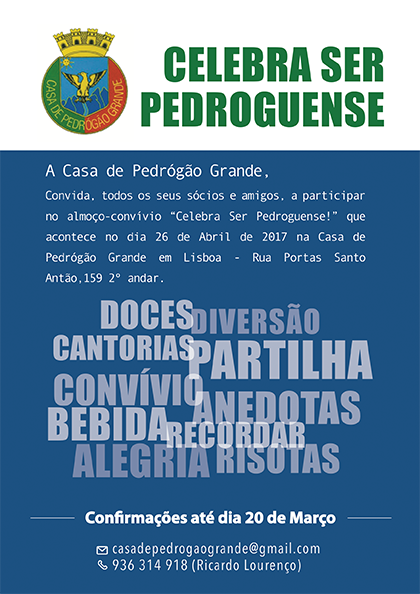 CASA DE PEDRÓGÃO GRANDE
CELEBRA SER
PEDROGUENSE
A Casa de Pedrógão Grande,
Convida, todos os seus sócios e amigos, a participar
no almoço-convívio “Celebra Ser Pedroguense!” que
acontece no dia 26 de Abril de 2017 na Casa de
Pedrógão Grande em Lisboa - Rua Portas Santo
Antão,159 2º andar.
DOCES
DIVERSÃO
CANTORIAS
PARTILHA
CONVÍVIO
ANEDOTAS
BEBIDA
RECORDAR
ALEGRIA
RISOTAS
Confirmações até dia 20 de Março
casadepedrogaogrande@gmail.com
936 314 918 (Ricardo Lourenço)